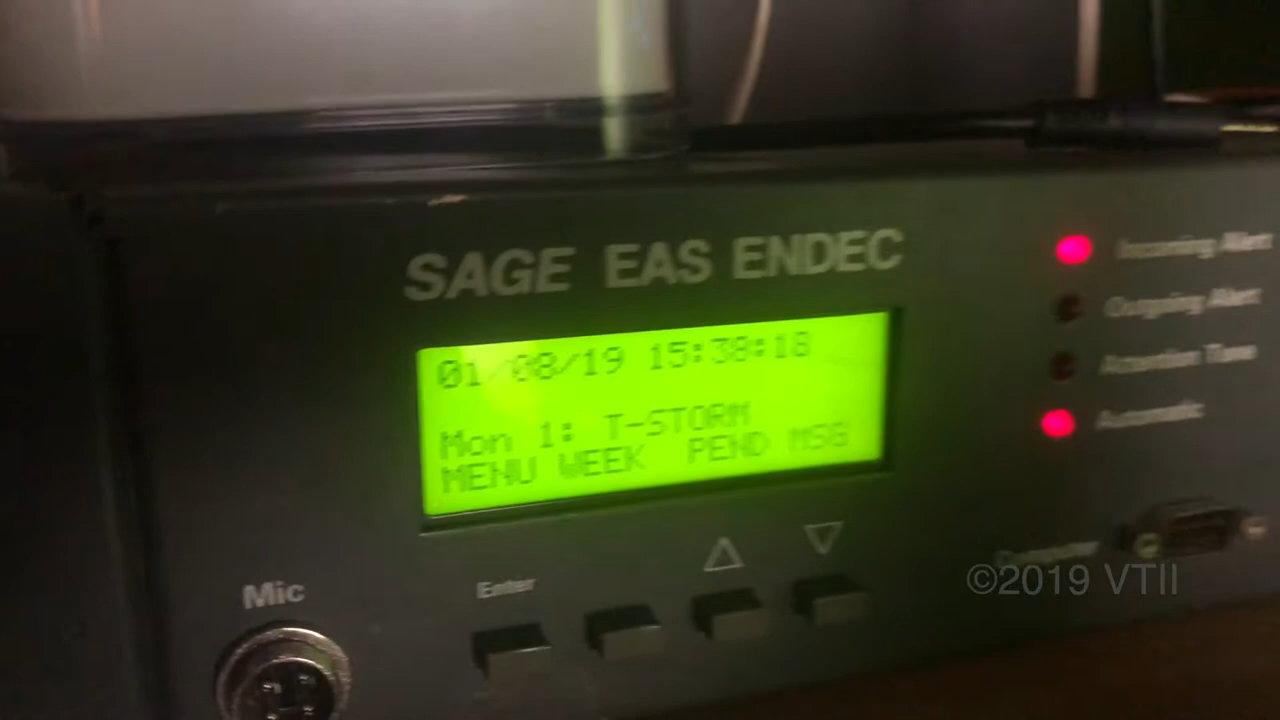 SAGE EAS ENDEC
01/08/19 15:38:18
Mon 1: T-STORM
MENU WEEK PEND MSG
Incoming Alert
Outgoing Alert
Attention Tone
Automatic
Computer
Enter
Mic
©2019 VTII